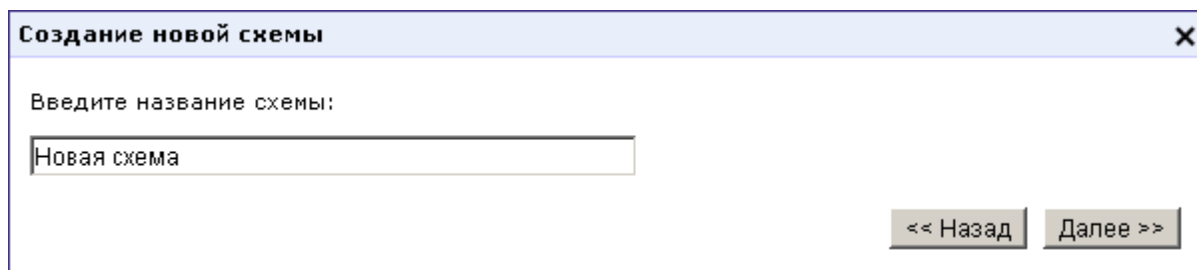 Создание новой схемы
Введите название схемы:
Новая схема
<< Назад Далее >>